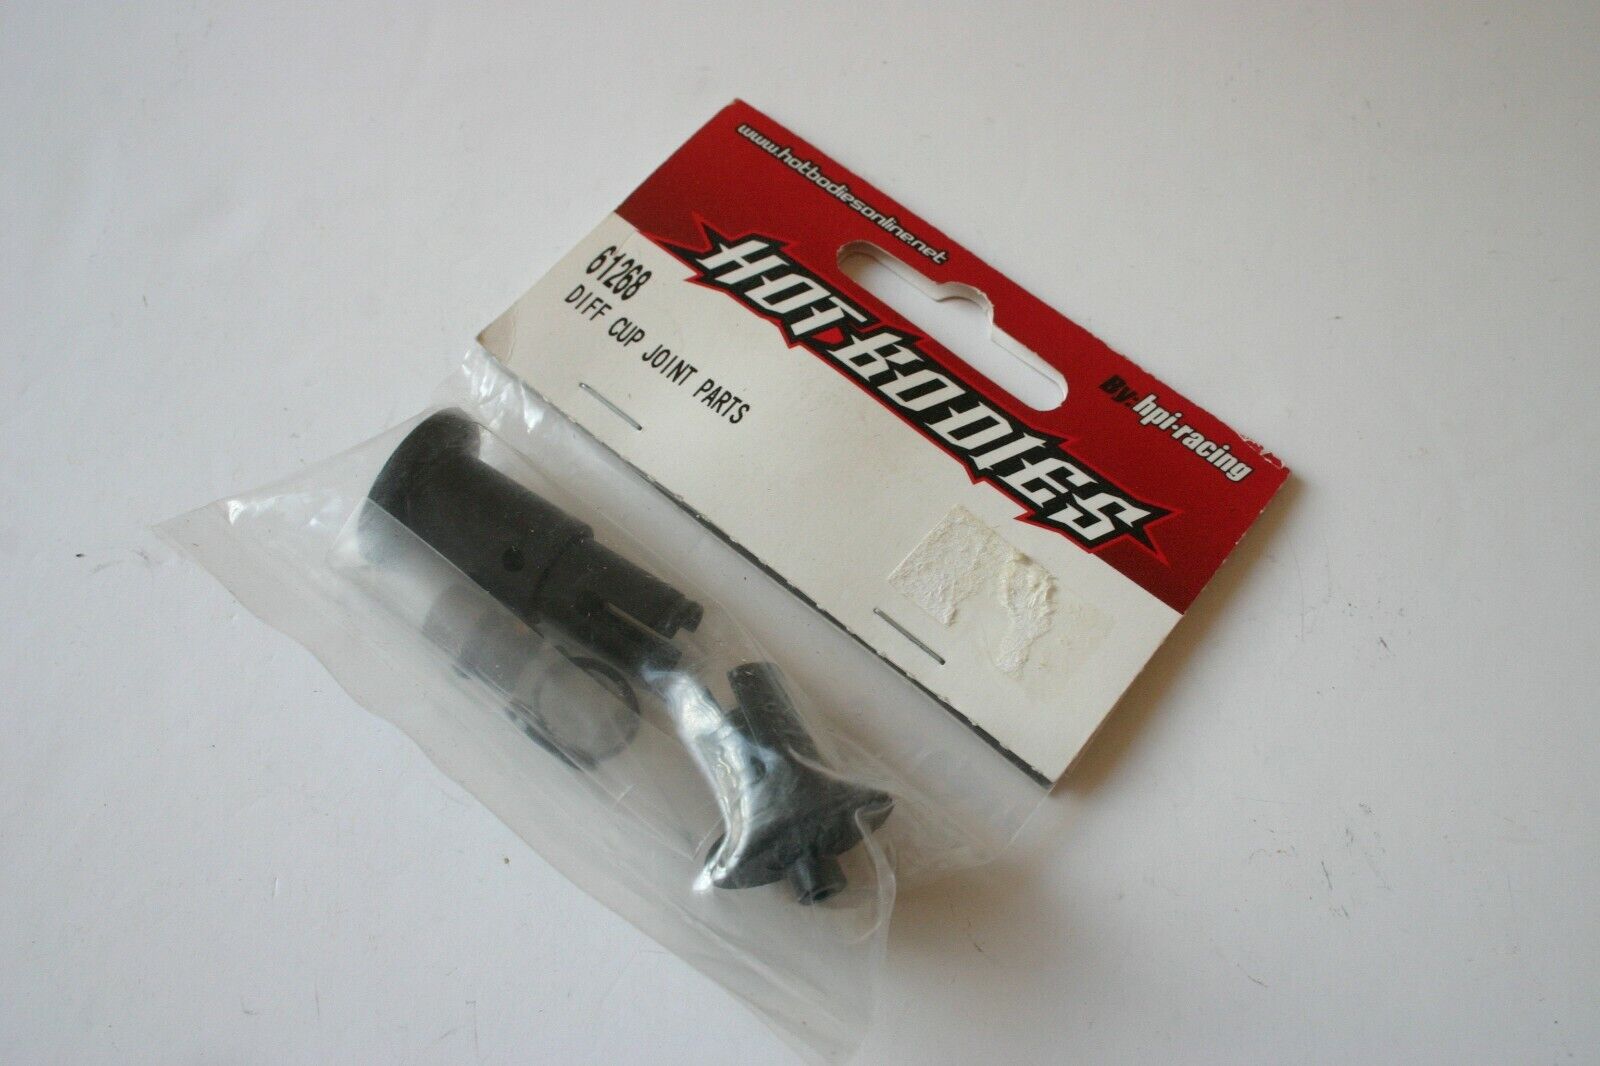 www.hotbodiesonline.net
HOT BODIES
By: hpi-racing
61268
DIFF CUP JOINT PARTS